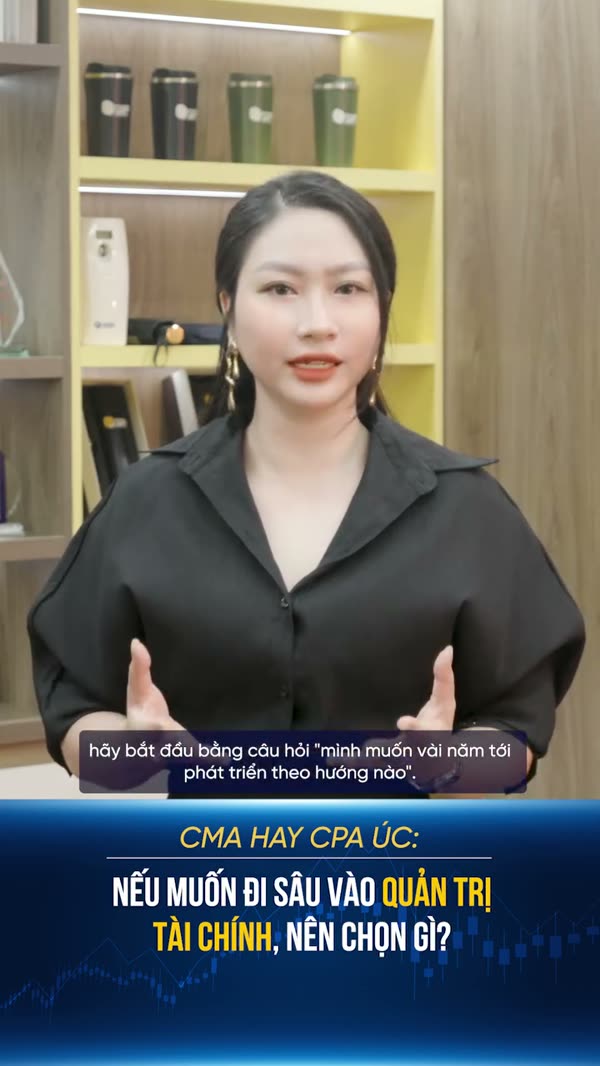 hãy bắt đầu bằng câu hỏi "mình muốn vài năm tới
phát triển theo hướng nào".
CMA HAY CPA ÚC:
NẾU MUỐN ĐI SÂU VÀO QUẢN TRỊ
TÀI CHÍNH, NÊN CHỌN GÌ?